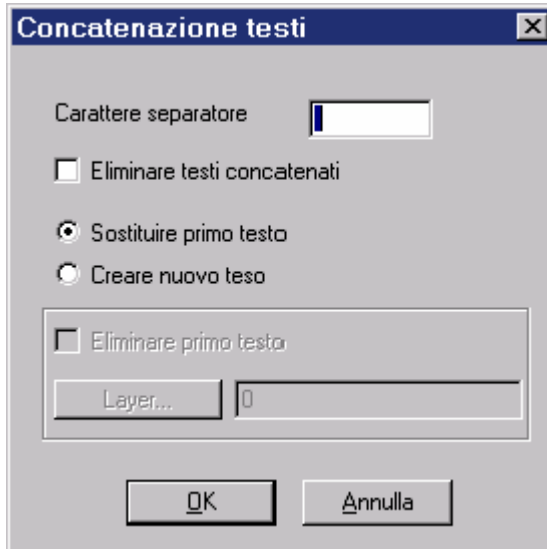 Concatenazione testi
Carattere separatore
Eliminare testi concatenati
Sostituire primo testo
Creare nuovo teso
Eliminare primo testo
Layer... 0
OK Annulla